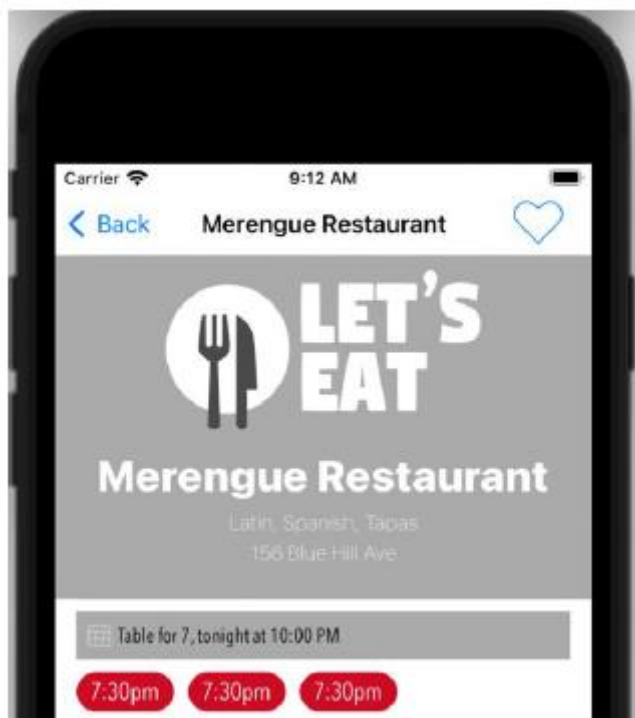 Carrier 9:12 AM
Back Merengue Restaurant
LET'S
EAT
Merengue Restaurant
Latin, Spanish, Tapas
156 Blue Hill Ave
Table for 7, tonight at 10:00 PM
7:30pm 7:30pm 7:30pm